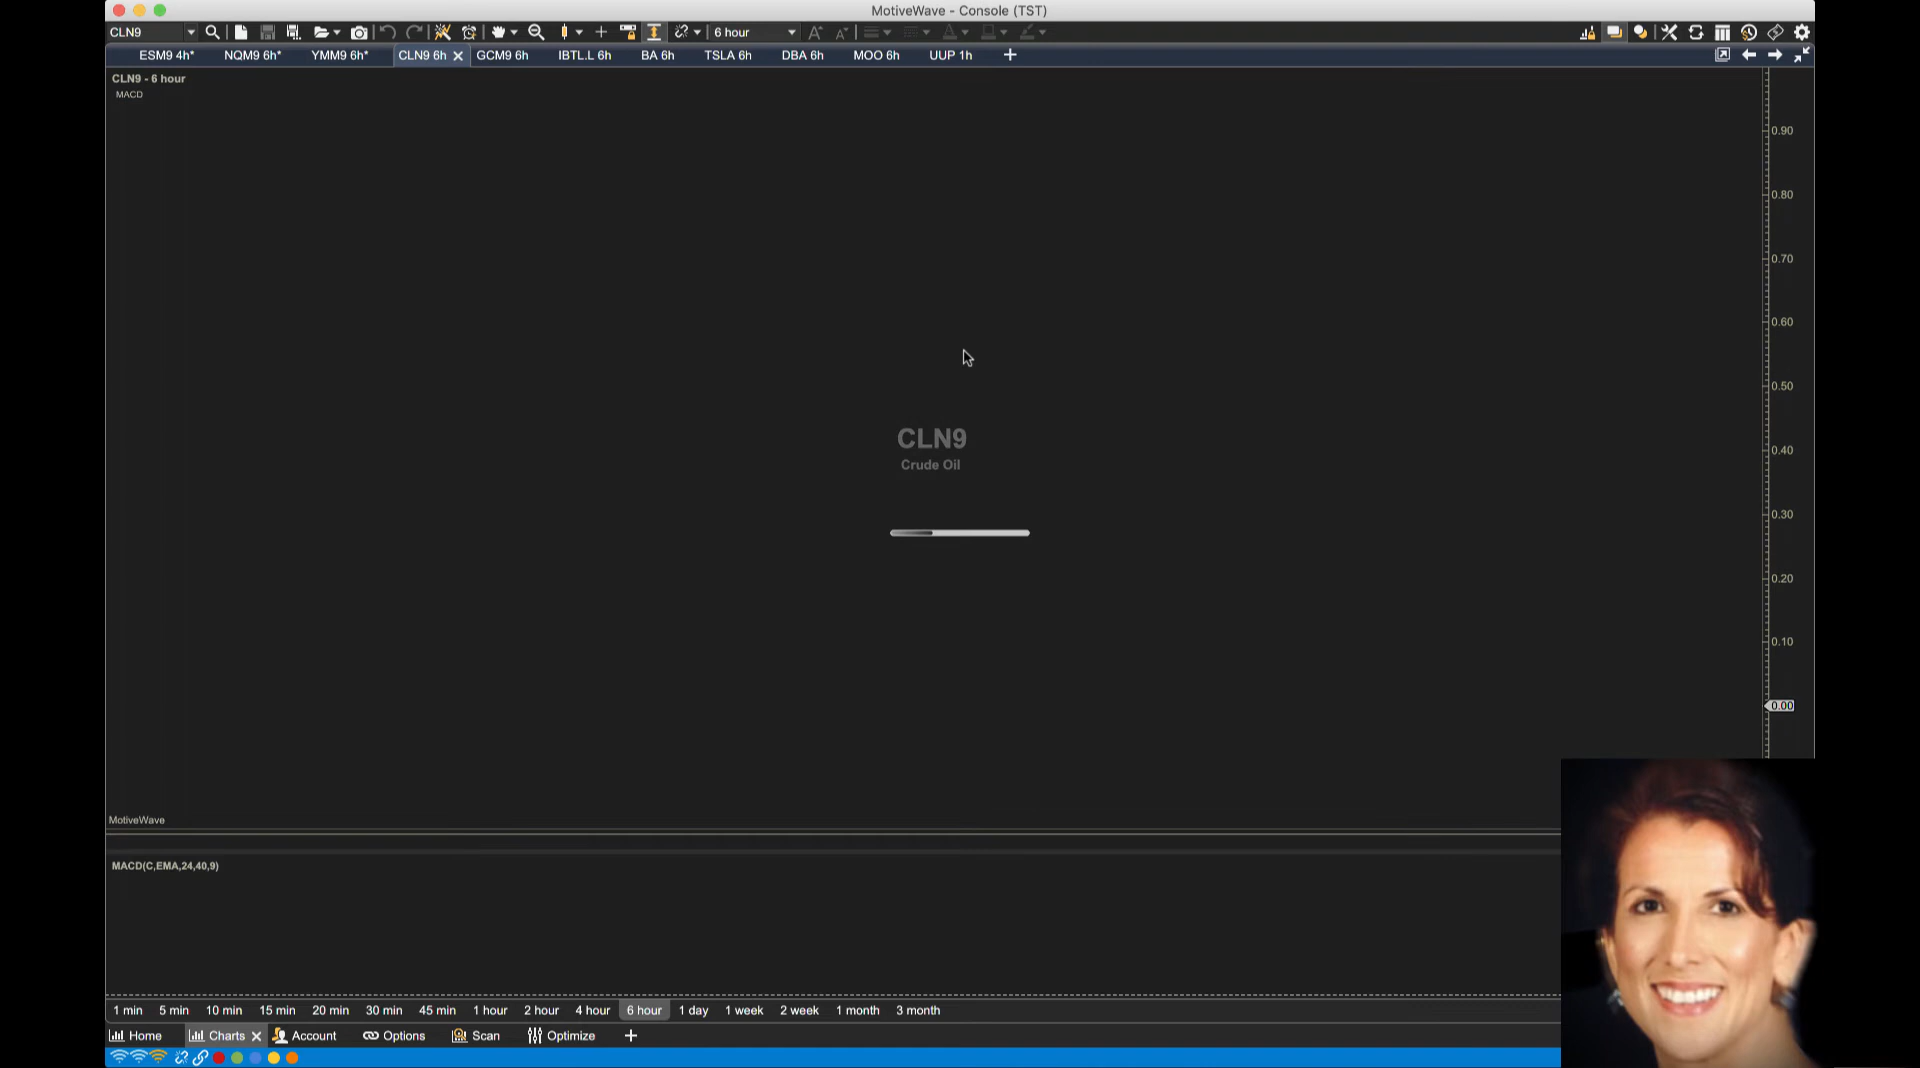 MotiveWave - Console (TST)
CLN9
6 hour
ESM9 4h* NQM9 6h* YMM9 6h* CLN9 6h GCM9 6h IBTL.L 6h BA 6h TSLA 6h DBA 6h MOO 6h UUP 1h
CLN9 - 6 hour
MACD
0.90
0.80
0.70
0.60
0.50
CLN9
0.40
Crude Oil
0.30
0.20
0.10
0.00
MotiveWave
MACD(C,EMA,24,40,9)
1 min 5 min 10 min 15 min 20 min 30 min 45 min 1 hour 2 hour 4 hour 6 hour 1 day 1 week 2 week 1 month 3 month
Home Charts Account Options Scan Optimize